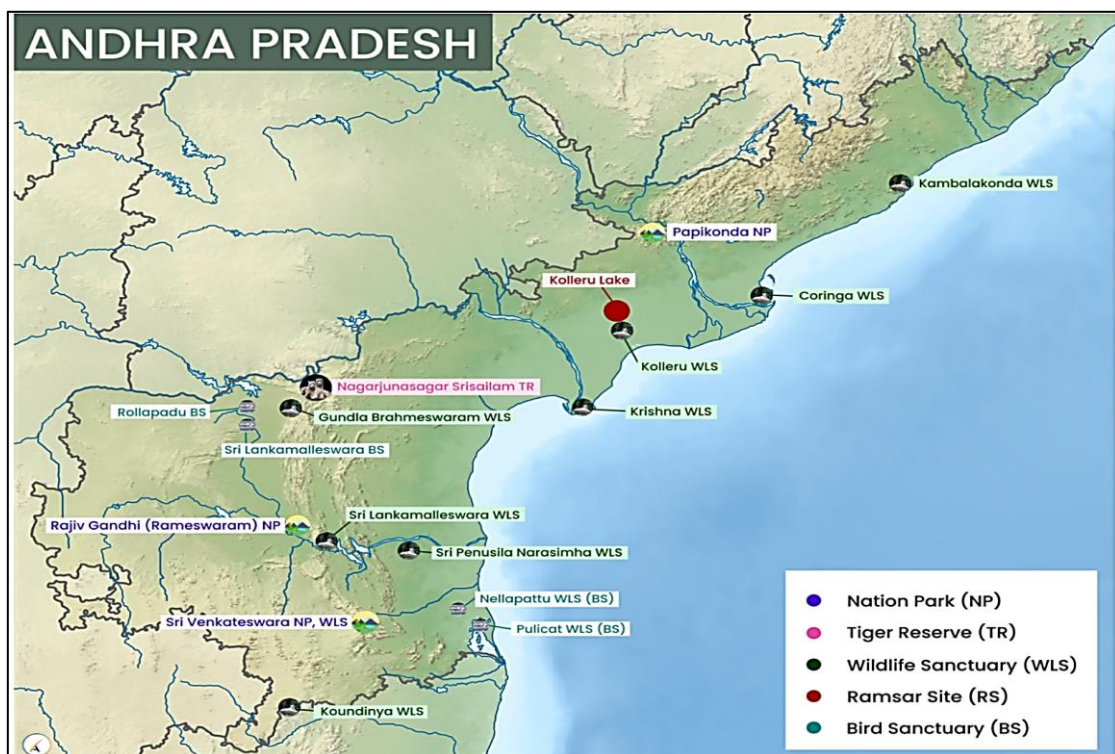 ANDHRA PRADESH
Kambalakonda WLS
Papikonda NP
Kolleru Lake
Coringa WLS
Kolleru WLS
Nagarjunasagar Srisailam TR
Rollapadu BS
Gundla Brahmeswaram WLS
Krishna WLS
Sri Lankamalleswara BS
Sri Lankamalleswara WLS
Rajiv Gandhi (Rameswaram) NP
Sri Penusila Narasimha WLS
Nellapattu WLS (BS)
Sri Venkateswara NP, WLS
Pulicat WLS (BS)
Koundinya WLS
Nation Park (NP)
Tiger Reserve (TR)
Wildlife Sanctuary (WLS)
Ramsar Site (RS)
Bird Sanctuary (BS)